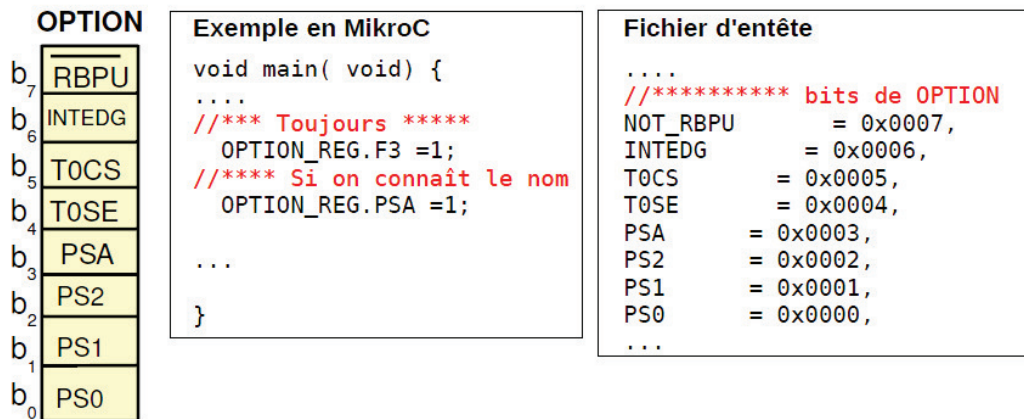 OPTION
b7 RBPU
b6 INTEDG
b5 T0CS
b4 T0SE
b3 PSA
b2 PS2
b1 PS1
b0 PS0
Exemple en MikroC
void main( void) {
....
//*** Toujours *****
OPTION_REG.F3 =1;
//**** Si on connaît le nom
OPTION_REG.PSA =1;
...
}
Fichier d'entête
....
//********** bits de OPTION
NOT_RBPU = 0x0007,
INTEDG = 0x0006,
T0CS = 0x0005,
T0SE = 0x0004,
PSA = 0x0003,
PS2 = 0x0002,
PS1 = 0x0001,
PS0 = 0x0000,
...